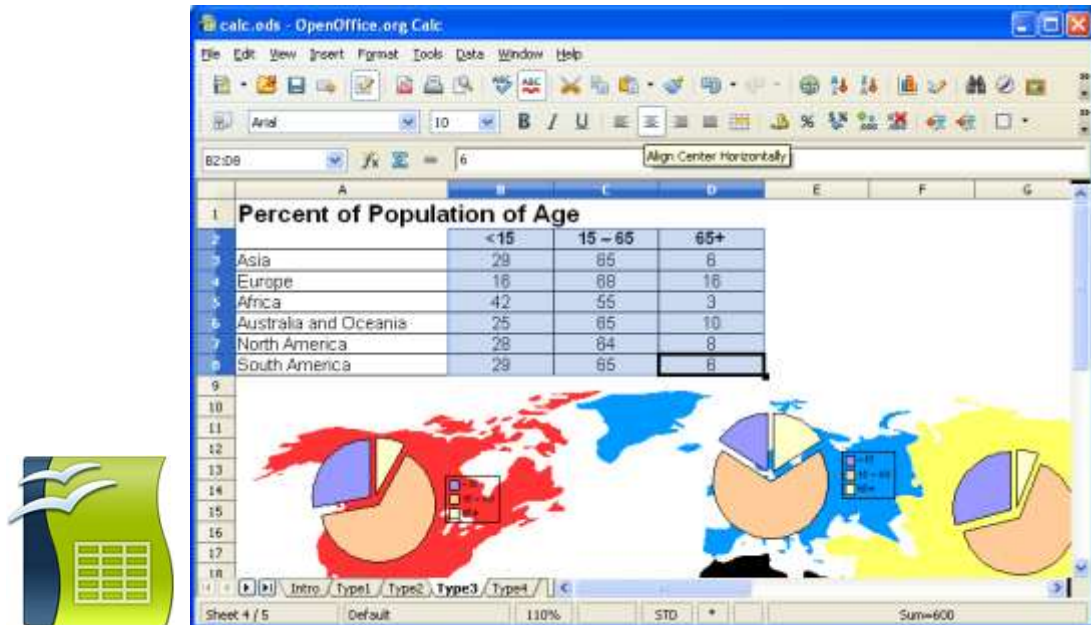 calc.ods - OpenOffice.org Calc
File Edit View Insert Format Tools Data Window Help
Arial 10 B I U %
B2:D8 6
Align Center Horizontally
A B C D E F G
1 Percent of Population of Age
2 <15 15 – 65 65+
3 Asia 29 65 6
4 Europe 16 68 16
5 Africa 42 55 3
6 Australia and Oceania 25 65 10
7 North America 28 64 8
8 South America 29 65 6
9
10
11
12
13
14
15
16
17
18
65+
Intro Type1 Type2 Type3 Type4
Sheet 4 / 5 Default 110% STD * Sum=600